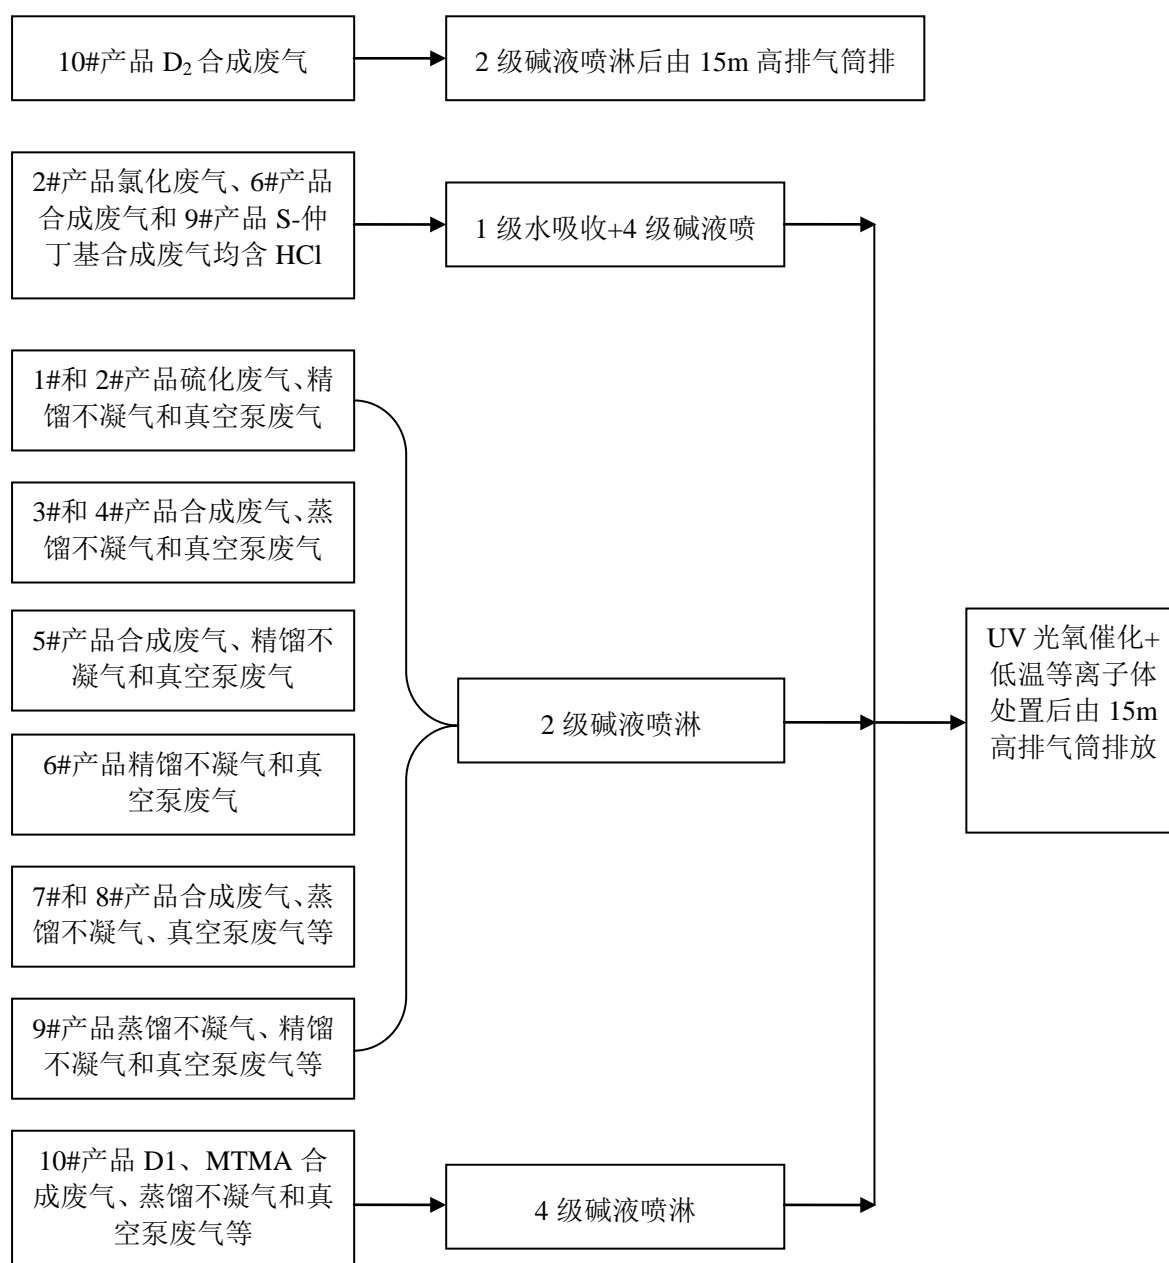 10#产品 D₂合成废气
2 级碱液喷淋后由 15m 高排气筒排
2#产品氯化废气、6#产品
合成废气和 9#产品 S-仲
丁基合成废气均含 HCl
1 级水吸收+4 级碱液喷
1#和 2#产品硫化废气、精
馏不凝气和真空泵废气
3#和 4#产品合成废气、蒸
馏不凝气和真空泵废气
5#产品合成废气、精馏不
凝气和真空泵废气
6#产品精馏不凝气和真
空泵废气
7#和 8#产品合成废气、蒸
馏不凝气、真空泵废气等
9#产品蒸馏不凝气、精馏
不凝气和真空泵废气等
2 级碱液喷淋
UV 光氧催化+
低温等离子体
处置后由 15m
高排气筒排放
10#产品 D1、MTMA 合
成废气、蒸馏不凝气和真
空泵废气等
4 级碱液喷淋